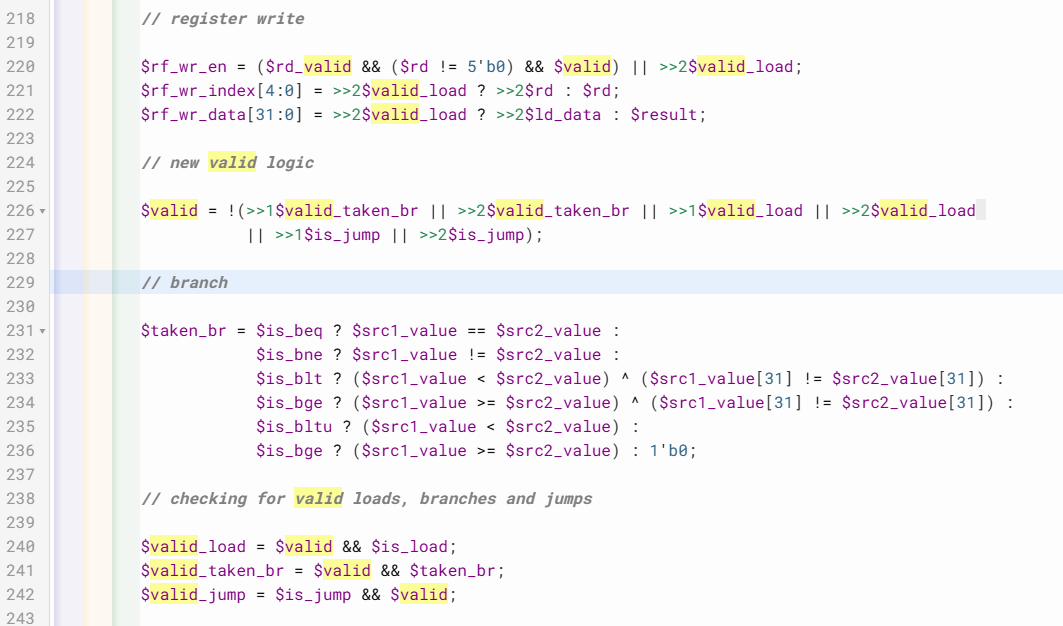 218 // register write
219
220 $rf_wr_en = ($rd_valid && ($rd != 5'b0) && $valid) || >>2$valid_load;
221 $rf_wr_index[4:0] = >>2$valid_load ? >>2$rd : $rd;
222 $rf_wr_data[31:0] = >>2$valid_load ? >>2$ld_data : $result;
223
224 // new valid logic
225
226 $valid = !(>>1$valid_taken_br || >>2$valid_taken_br || >>1$valid_load || >>2$valid_load
227 || >>1$is_jump || >>2$is_jump);
228
229 // branch
230
231 $taken_br = $is_beq ? $src1_value == $src2_value :
232 $is_bne ? $src1_value != $src2_value :
233 $is_blt ? ($src1_value < $src2_value) ^ ($src1_value[31] != $src2_value[31]) :
234 $is_bge ? ($src1_value >= $src2_value) ^ ($src1_value[31] != $src2_value[31]) :
235 $is_bltu ? ($src1_value < $src2_value) :
236 $is_bge ? ($src1_value >= $src2_value) : 1'b0;
237
238 // checking for valid loads, branches and jumps
239
240 $valid_load = $valid && $is_load;
241 $valid_taken_br = $valid && $taken_br;
242 $valid_jump = $is_jump && $valid;
243